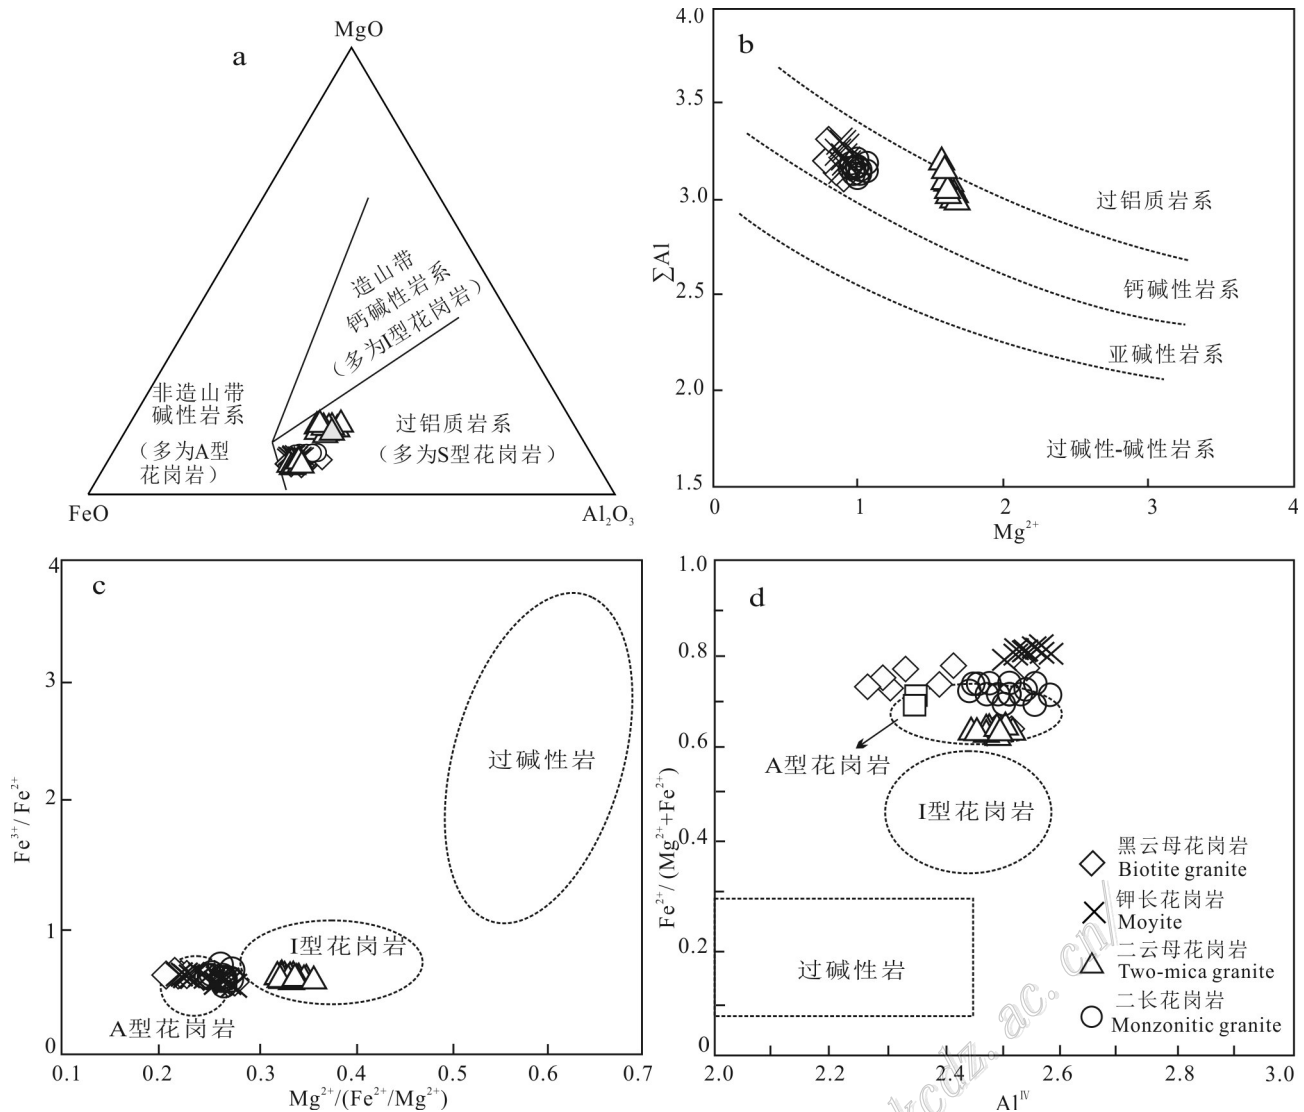 a
MgO
造山带
钙碱性岩系
(多为I型花岗岩)
非造山带
碱性岩系
(多为A型
花岗岩)
过铝质岩系
(多为S型花岗岩)
FeO
Al₂O₃
b
4.0
3.5
3.0
2.5
2.0
1.5
∑Al
过铝质岩系
钙碱性岩系
亚碱性岩系
过碱性-碱性岩系
0
1
2
3
4
Mg²⁺
c
4
3
2
1
0
Fe³⁺/Fe²⁺
过碱性岩
I型花岗岩
A型花岗岩
0.1
0.2
0.3
0.4
0.5
0.6
0.7
Mg²⁺/(Fe²⁺/Mg²⁺)
d
1.0
0.8
0.6
0.4
0.2
0
Fe²⁺/(Mg²⁺+Fe²⁺)
A型花岗岩
I型花岗岩
过碱性岩
黑云母花岗岩
Biotite granite
钾长花岗岩
Moyite
二云母花岗岩
Two-mica granite
二长花岗岩
Monzonitic granite
2.0
2.2
2.4
2.6
2.8
3.0
Al^Ⅳ
kcdz.ac.cn/